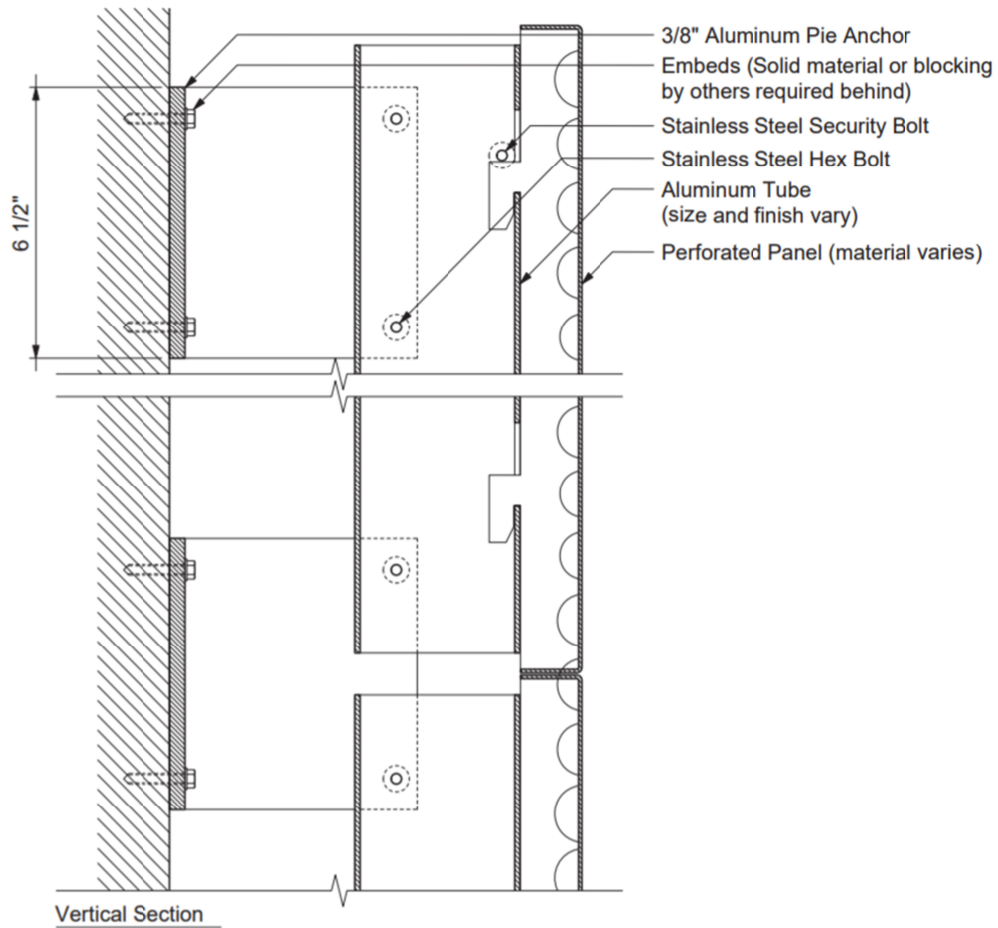 3/8" Aluminum Pie Anchor
Embeds (Solid material or blocking
by others required behind)
Stainless Steel Security Bolt
Stainless Steel Hex Bolt
Aluminum Tube
(size and finish vary)
Perforated Panel (material varies)
6 1/2"
Vertical Section